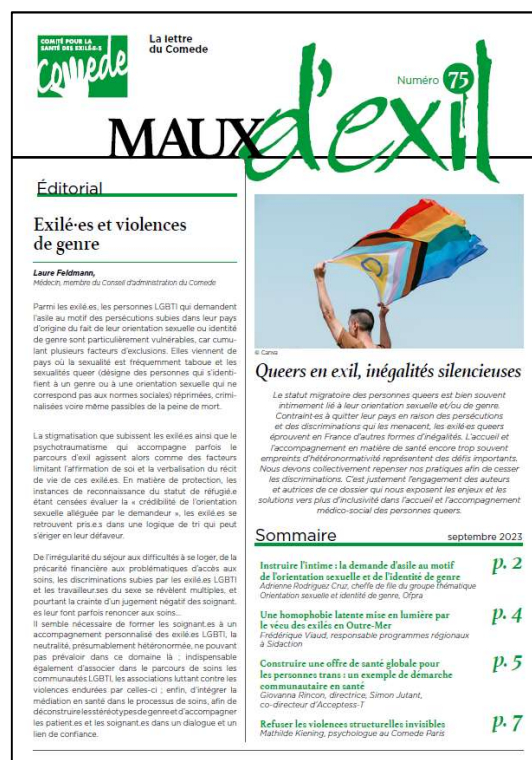 COMITÉ POUR LA
SANTÉ DES EXILÉ·E·S
comede
La lettre
du Comede
Numéro 75
MAUX d'exil
Éditorial
Exilé·es et violences
de genre
Laure Feldmann,
Médecin, membre du Conseil d'administration du Comede
Parmi les exilé.es, les personnes LGBTI qui demandent
l'asile au motif des persécutions subies dans leur pays
d'origine du fait de leur orientation sexuelle ou identité
de genre sont particulièrement vulnérables, car cumu-
lant plusieurs facteurs d'exclusions. Elles viennent de
pays où la sexualité est fréquemment taboue et les
sexualités queer (désigne des personnes qui s'identi-
fient à un genre ou à une orientation sexuelle qui ne
correspond pas aux normes sociales) réprimées, crimi-
nalisées voire même passibles de la peine de mort.
La stigmatisation que subissent les exilé.es ainsi que le
psychotraumatisme qui accompagne parfois le
parcours d'exil agissent alors comme des facteurs
limitant l'affirmation de soi et la verbalisation du récit
de vie de ces exilé.es. En matière de protection, les
instances de reconnaissance du statut de réfugié.e
étant censées évaluer la « crédibilité de l'orientation
sexuelle alléguée par le demandeur », les exilé.es se
retrouvent pris.es dans une logique de tri qui peut
s'ériger en leur défaveur.
De l'irrégularité du séjour aux difficultés à se loger, de la
précarité financière aux problématiques d'accès aux
soins, les discriminations subies par les exilé.es LGBTI
et les travailleur.ses du sexe se révèlent multiples, et
pourtant la crainte d'un jugement négatif des soignant.
es leur font parfois renoncer aux soins...
Il semble nécessaire de former les soignant.es à un
accompagnement personnalisé des exilé.es LGBTI, la
neutralité, présumablement hétéronormée, ne pouvant
pas prévaloir dans ce domaine là ; indispensable
également d'associer dans le parcours de soins les
communautés LGBTI, les associations luttant contre les
violences endurées par celles-ci ; enfin, d'intégrer la
médiation en santé dans le processus de soins, afin de
déconstruire les stéréotypes de genre et d'accompagner
les patient.es et les soignant.es dans un dialogue et un
lien de confiance.
© Canva
Queers en exil, inégalités silencieuses
Le statut migratoire des personnes queers est bien souvent
intimement lié à leur orientation sexuelle et/ou de genre.
Contraint·es à quitter leur pays en raison des persécutions
et des discriminations qui les menacent, les exilé·es queers
éprouvent en France d'autres formes d'inégalités. L'accueil et
l'accompagnement en matière de santé encore trop souvent
empreints d'hétéronormativité représentent des défis importants.
Nous devons collectivement repenser nos pratiques afin de cesser
les discriminations. C'est justement l'engagement des auteurs
et autrices de ce dossier qui nous exposent les enjeux et les
solutions vers plus d'inclusivité dans l'accueil et l'accompagnement
médico-social des personnes queers.
Sommaire septembre 2023
Instruire l'intime : la demande d'asile au motif p. 2
de l'orientation sexuelle et de l'identité de genre
Adrienne Rodriguez Cruz, cheffe de file du groupe thématique
Orientation sexuelle et identité de genre, Ofpra
Une homophobie latente mise en lumière par p. 4
le vécu des exilés en Outre-Mer
Frédérique Viaud, responsable programmes régionaux
à Sidaction
Construire une offre de santé globale pour p. 5
les personnes trans : un exemple de démarche
communautaire en santé
Giovanna Rincon, directrice, Simon Jutant,
co-directeur d'Acceptess-T
Refuser les violences structurelles invisibles p. 7
Mathilde Kiening, psychologue au Comede Paris